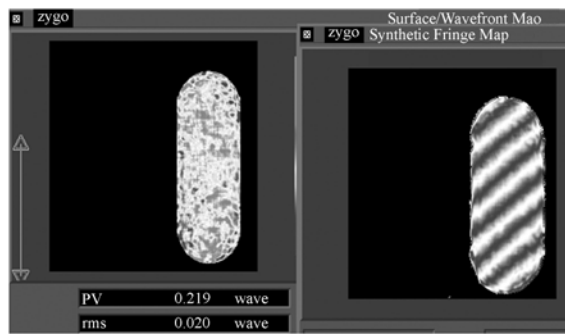 zygo
Surface/Wavefront Mao
zygo Synthetic Fringe Map
PV 0.219 wave
rms 0.020 wave